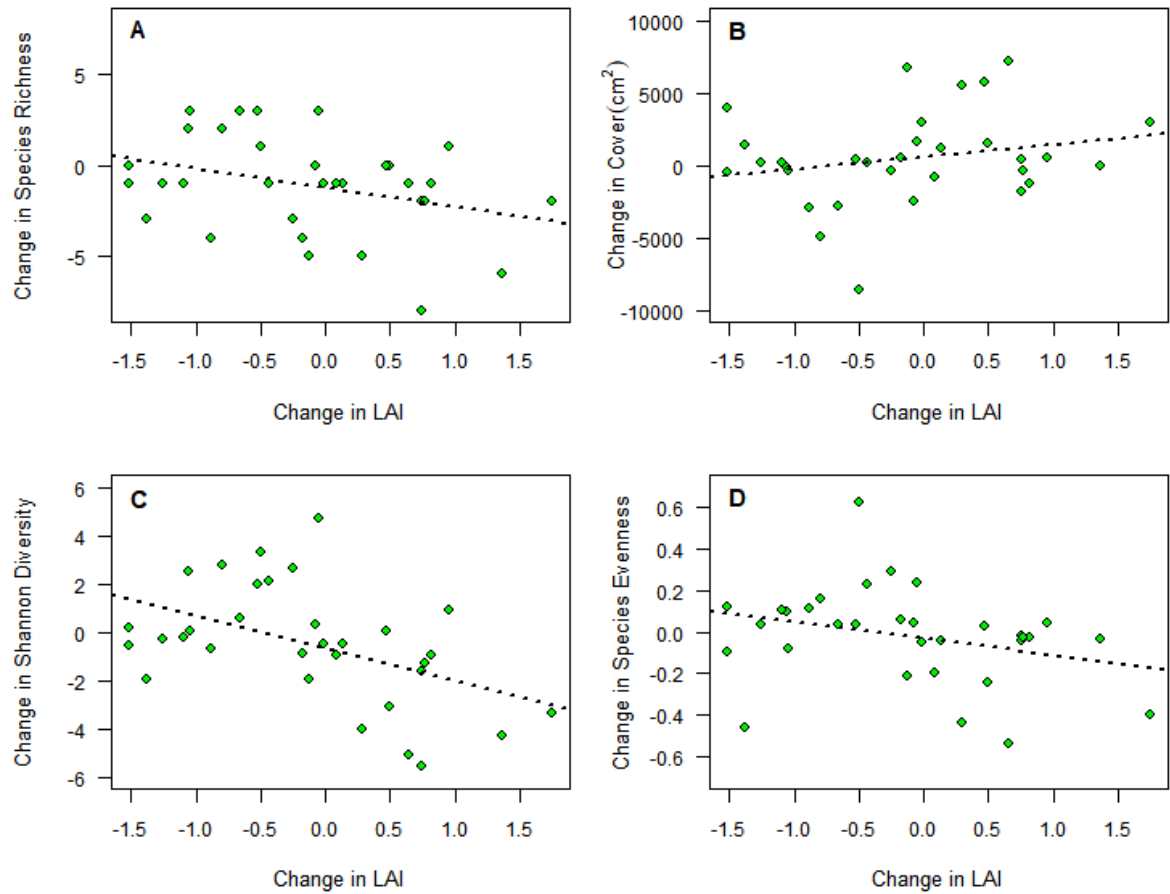 A
Change in Species Richness
5
0
-5
-1.5 -1.0 -0.5 0.0 0.5 1.0 1.5
Change in LAI
B
Change in Cover(cm²)
10000
5000
0
-5000
-10000
-1.5 -1.0 -0.5 0.0 0.5 1.0 1.5
Change in LAI
C
Change in Shannon Diversity
6
4
2
0
-2
-4
-6
-1.5 -1.0 -0.5 0.0 0.5 1.0 1.5
Change in LAI
D
Change in Species Evenness
0.6
0.4
0.2
0.0
-0.2
-0.4
-0.6
-1.5 -1.0 -0.5 0.0 0.5 1.0 1.5
Change in LAI